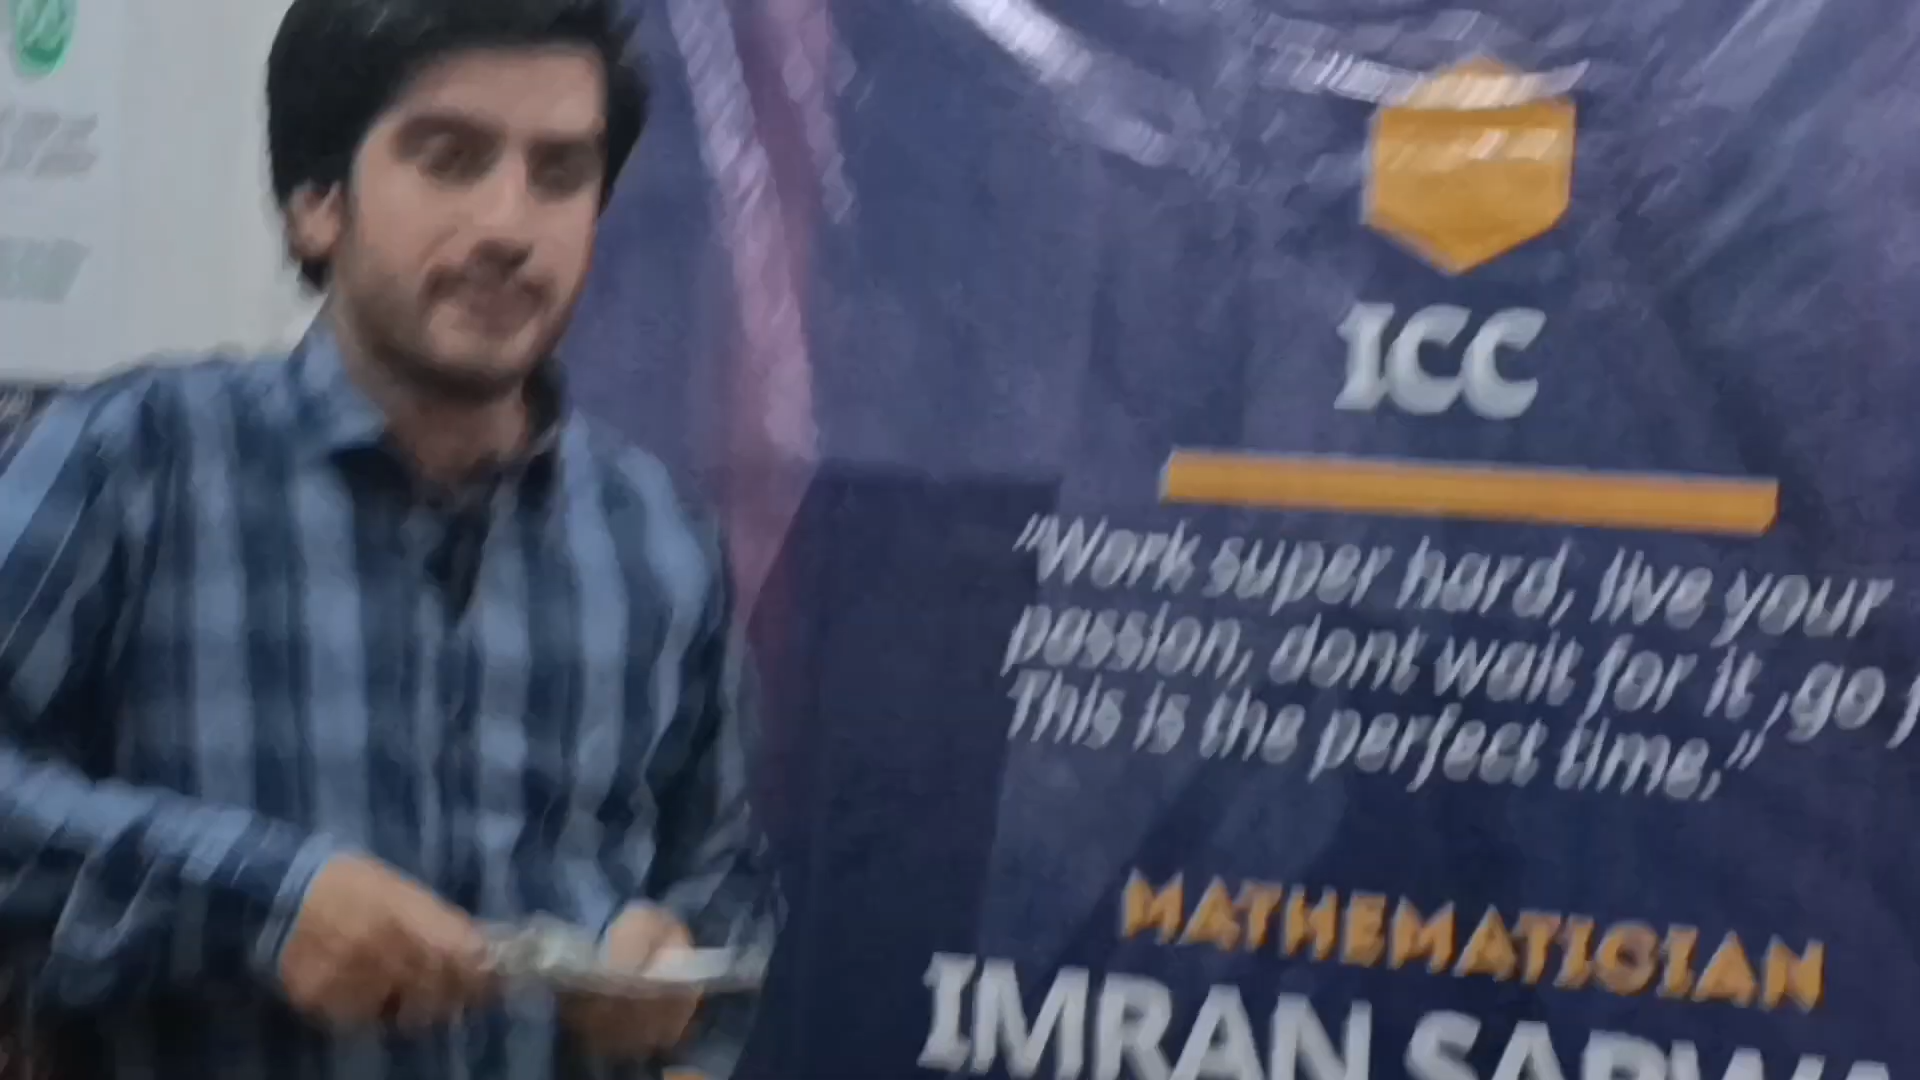 ICC
"Work super hard, live your
passion, dont wait for it ,go
This is the perfect time,"
MATHEMATICIAN
IMRAN